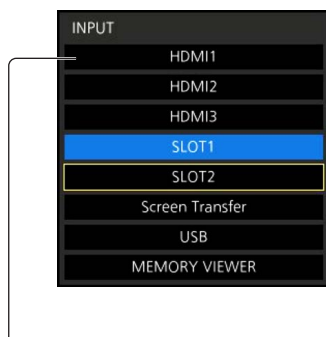 INPUT
HDMI1
HDMI2
HDMI3
SLOT1
SLOT2
Screen Transfer
USB
MEMORY VIEWER